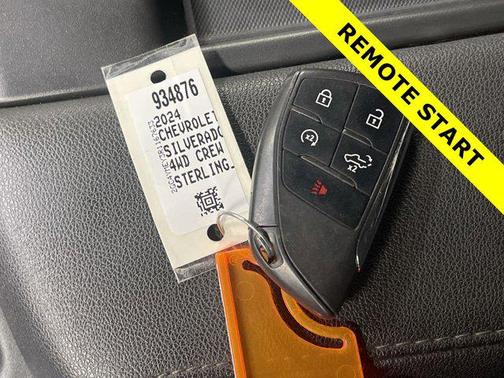 REMOTE START
934876
2024
CHEVROLET
SILVERADO
4WD CREW
STERLING
x2
x2